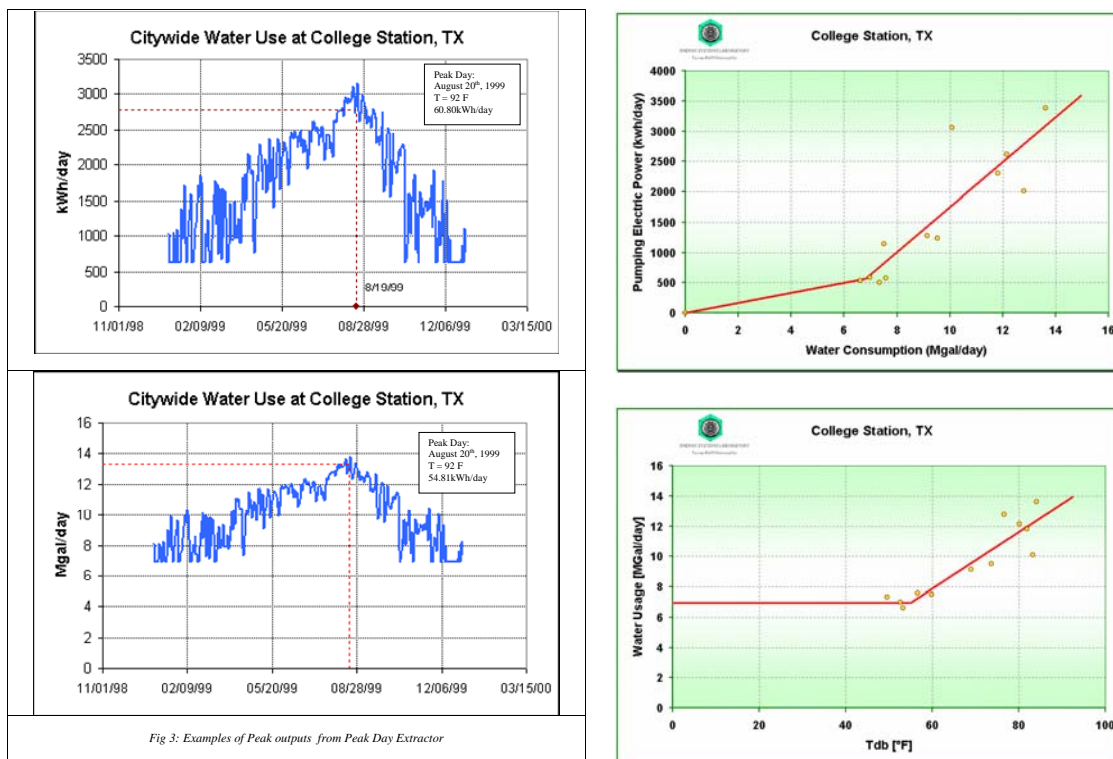 Citywide Water Use at College Station, TX
3500
3000
2500
2000
1500
1000
500
0
kWh/day
Peak Day:
August 20th, 1999
T = 92 F
60.80kWh/day
8/19/99
11/01/98 02/09/99 05/20/99 08/28/99 12/06/99 03/15/00
Citywide Water Use at College Station, TX
16
14
12
10
8
6
4
2
0
Mgal/day
Peak Day:
August 20th, 1999
T = 92 F
54.81kWh/day
11/01/98 02/09/99 05/20/99 08/28/99 12/06/99 03/15/00
Fig 3: Examples of Peak outputs from Peak Day Extractor
College Station, TX
ENERGY SYSTEMS LABORATORY
4000
3500
3000
2500
2000
1500
1000
500
0
Pumping Electric Power (kwh/day)
0 2 4 6 8 10 12 14 16
Water Consumption (Mgal/day)
College Station, TX
ENERGY SYSTEMS LABORATORY
16
14
12
10
8
6
4
2
0
Water Usage [MGal/day]
0 20 40 60 80 100
Tdb [°F]